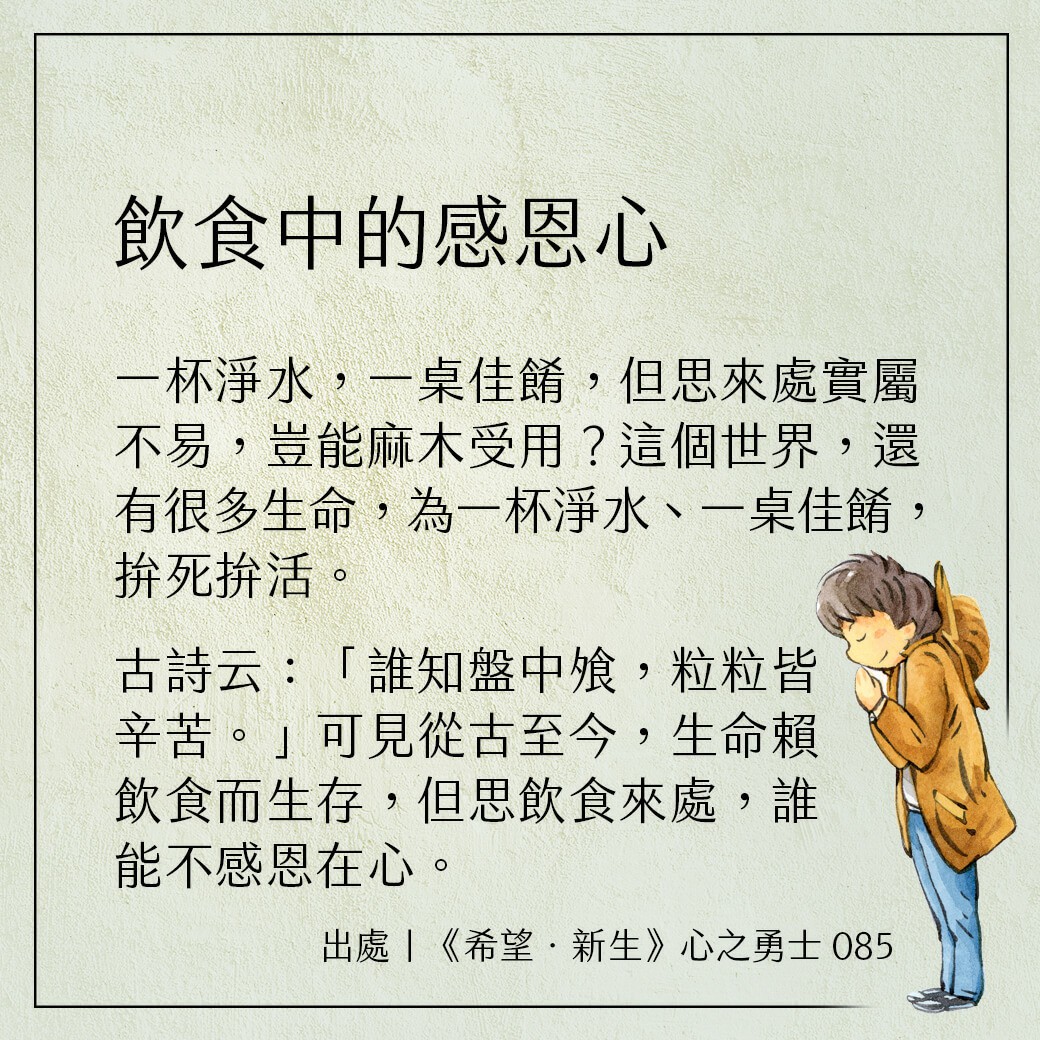 飲食中的感恩心
一杯淨水，一桌佳餚，但思來處實屬
不易，豈能麻木受用？這個世界，還
有很多生命，為一杯淨水、一桌佳餚，
拚死拚活。
古詩云：「誰知盤中飧，粒粒皆
辛苦。」可見從古至今，生命賴
飲食而生存，但思飲食來處，誰
能不感恩在心。
出處｜《希望．新生》心之勇士 085